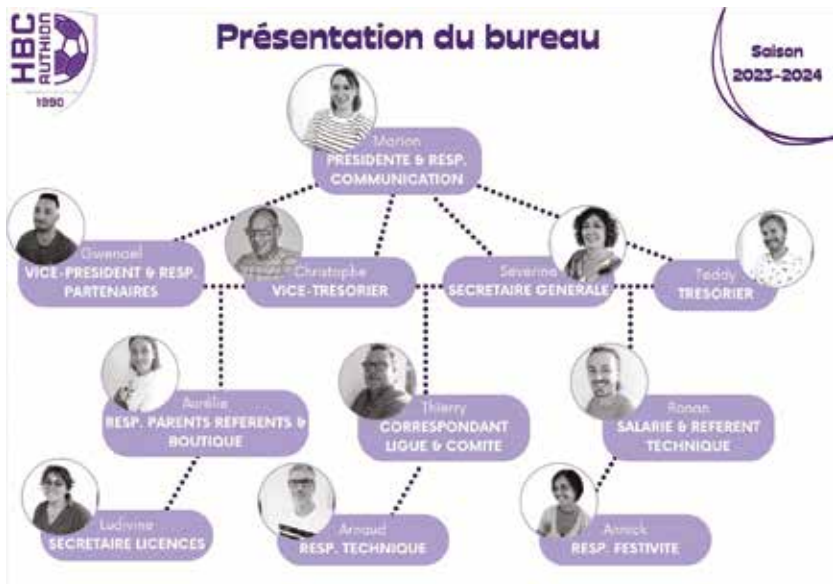 Présentation du bureau
HBC
AUTHION
1990
Saison
2023-2024
Marion
PRESIDENTE & RESP.
COMMUNICATION
Gwenael
VICE-PRESIDENT & RESP.
PARTENAIRES
Christophe
VICE-TRESORIER
Severine
SECRETAIRE GENERALE
Teddy
TRESORIER
Aurélie
RESP. PARENTS REFERENTS &
BOUTIQUE
Thierry
CORRESPONDANT
LIGUE & COMITE
Ronan
SALARIE & REFERENT
TECHNIQUE
Ludivine
SECRETAIRE LICENCES
Arnaud
RESP. TECHNIQUE
Annick
RESP. FESTIVITE